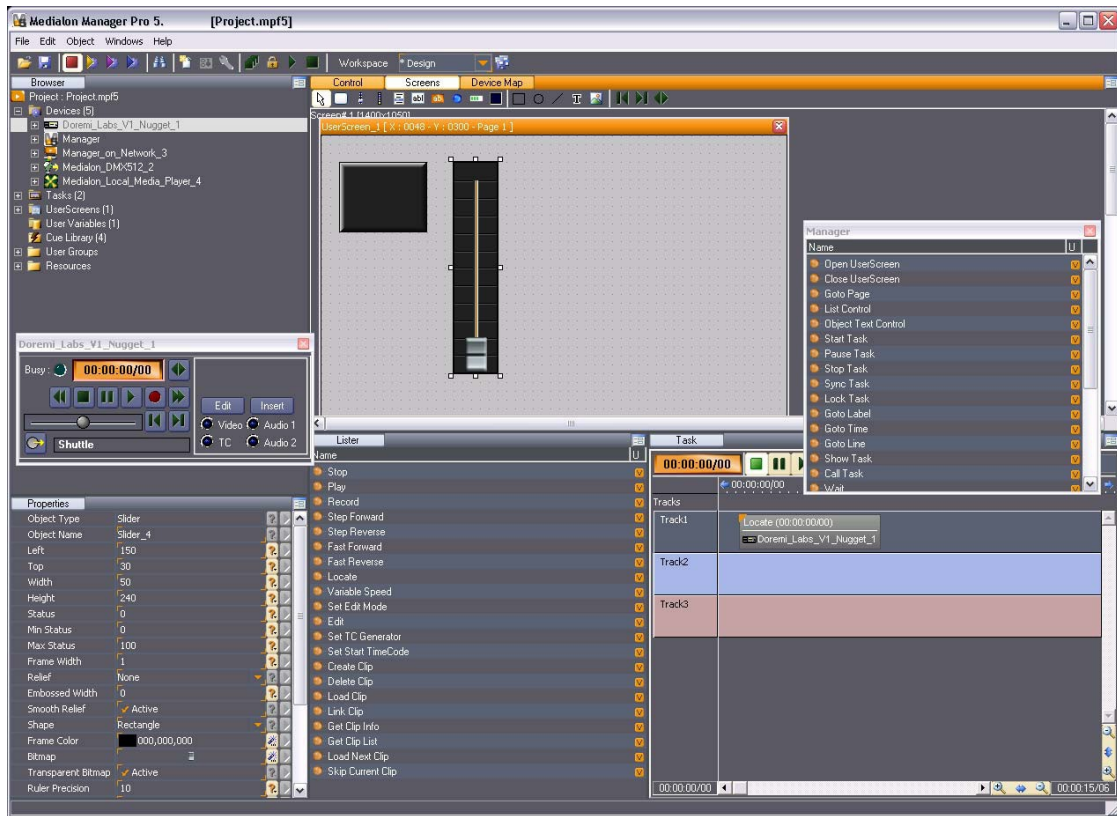 Medialon Manager Pro 5. [Project.mpf5]
File Edit Object Windows Help
Workspace * Design
Browser
Project : Project.mpf5
Devices (5)
Doremi_Labs_V1_Nugget_1
Manager
Manager_on_Network_3
Medialon_DMX512_2
Medialon_Local_Media_Player_4
Tasks (2)
UserScreens (1)
User Variables (1)
Cue Library (4)
User Groups
Resources
Control Screens Device Map
Screen# 1 [1400x1050]
UserScreen_1 [ X : 0048 - Y : 0300 - Page 1 ]
Manager
Name U
Open UserScreen
Close UserScreen
Goto Page
List Control
Object Text Control
Start Task
Pause Task
Stop Task
Sync Task
Lock Task
Goto Label
Goto Time
Goto Line
Show Task
Call Task
Wait
Doremi_Labs_V1_Nugget_1
Busy : 00:00:00/00
Edit Insert
Video Audio 1
TC Audio 2
Shuttle
Properties
Object Type Slider
Object Name Slider_4
Left 150
Top 30
Width 50
Height 240
Status 0
Min Status 0
Max Status 100
Frame Width 1
Relief None
Embossed Width 0
Smooth Relief Active
Shape Rectangle
Frame Color 000,000,000
Bitmap
Transparent Bitmap Active
Ruler Precision 10
Lister
Name U
Stop
Play
Record
Step Forward
Step Reverse
Fast Forward
Fast Reverse
Locate
Variable Speed
Set Edit Mode
Edit
Set TC Generator
Set Start TimeCode
Create Clip
Delete Clip
Load Clip
Link Clip
Get Clip Info
Get Clip List
Load Next Clip
Skip Current Clip
Task
00:00:00/00
00:00:00/00
Tracks
Track1
Locate (00:00:00/00)
Doremi_Labs_V1_Nugget_1
Track2
Track3
00:00:00/00 00:00:15/06